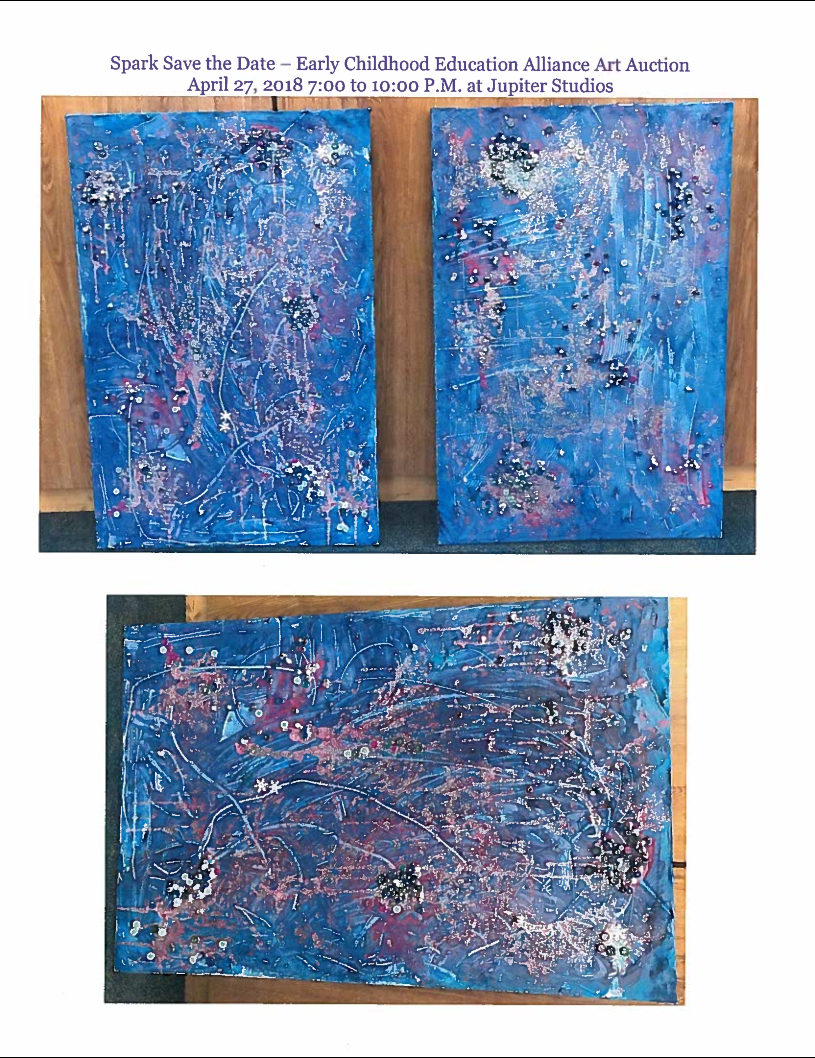 Spark Save the Date – Early Childhood Education Alliance Art Auction
April 27, 2018 7:00 to 10:00 P.M. at Jupiter Studios